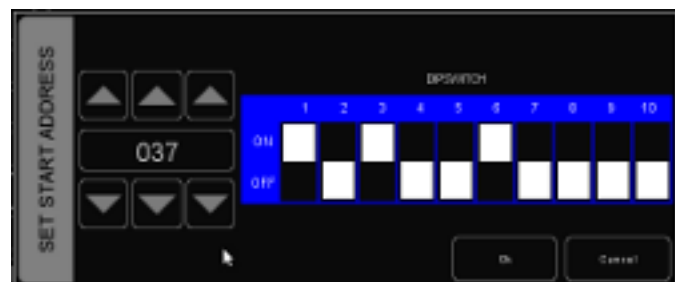 SET START ADDRESS
037
DIPSWITCH
1 2 3 4 5 6 7 8 9 10
ON
OFF
Ok
Cancel